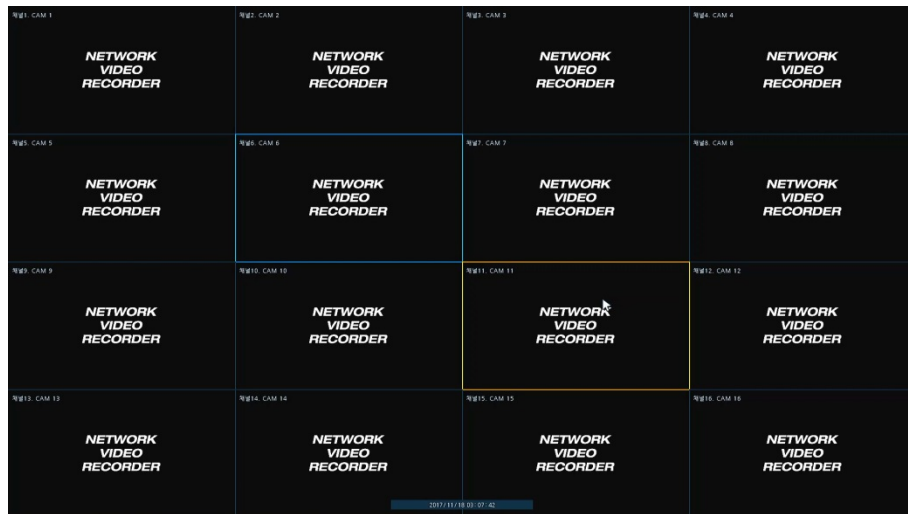 채널1. CAM 1
채널2. CAM 2
채널3. CAM 3
채널4. CAM 4
NETWORK
VIDEO
RECORDER
NETWORK
VIDEO
RECORDER
NETWORK
VIDEO
RECORDER
NETWORK
VIDEO
RECORDER
채널5. CAM 5
채널6. CAM 6
채널7. CAM 7
채널8. CAM 8
NETWORK
VIDEO
RECORDER
NETWORK
VIDEO
RECORDER
NETWORK
VIDEO
RECORDER
NETWORK
VIDEO
RECORDER
채널9. CAM 9
채널10. CAM 10
채널11. CAM 11
채널12. CAM 12
NETWORK
VIDEO
RECORDER
NETWORK
VIDEO
RECORDER
NETWORK
VIDEO
RECORDER
NETWORK
VIDEO
RECORDER
채널13. CAM 13
채널14. CAM 14
채널15. CAM 15
채널16. CAM 16
NETWORK
VIDEO
RECORDER
NETWORK
VIDEO
RECORDER
NETWORK
VIDEO
RECORDER
NETWORK
VIDEO
RECORDER
2017/11/18 03:07:42